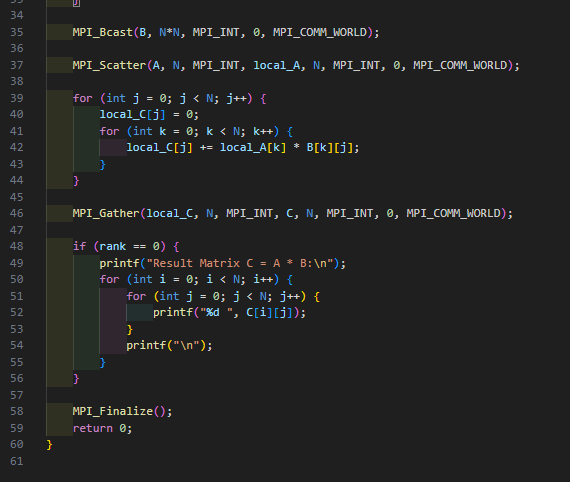 33 }
34
35 MPI_Bcast(B, N*N, MPI_INT, 0, MPI_COMM_WORLD);
36
37 MPI_Scatter(A, N, MPI_INT, local_A, N, MPI_INT, 0, MPI_COMM_WORLD);
38
39 for (int j = 0; j < N; j++) {
40 local_C[j] = 0;
41 for (int k = 0; k < N; k++) {
42 local_C[j] += local_A[k] * B[k][j];
43 }
44 }
45
46 MPI_Gather(local_C, N, MPI_INT, C, N, MPI_INT, 0, MPI_COMM_WORLD);
47
48 if (rank == 0) {
49 printf("Result Matrix C = A * B:\n");
50 for (int i = 0; i < N; i++) {
51 for (int j = 0; j < N; j++) {
52 printf("%d ", C[i][j]);
53 }
54 printf("\n");
55 }
56 }
57
58 MPI_Finalize();
59 return 0;
60 }
61